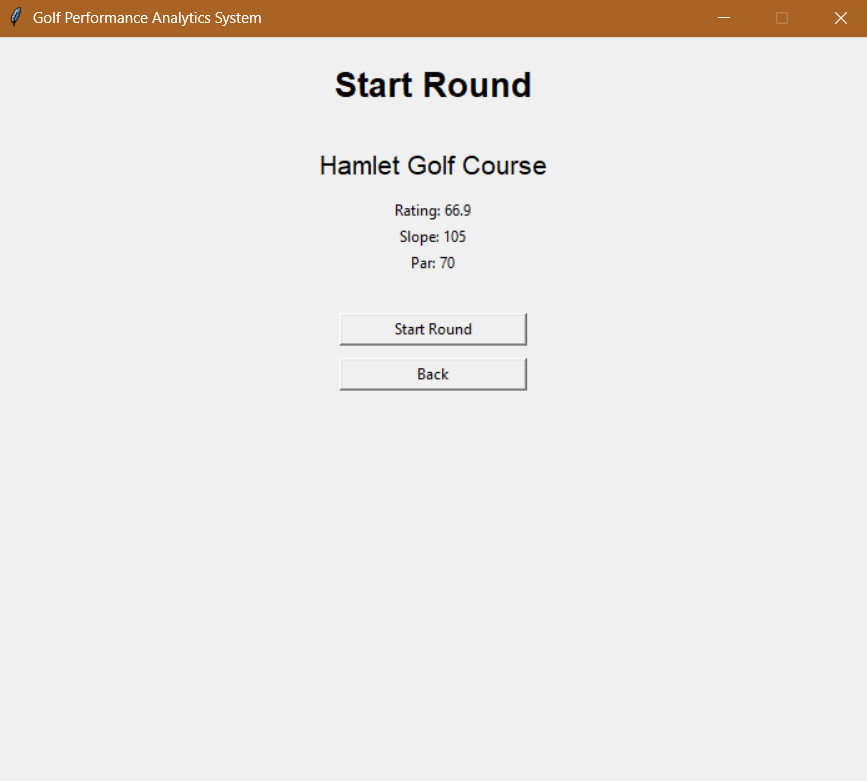 Golf Performance Analytics System
Start Round
Hamlet Golf Course
Rating: 66.9
Slope: 105
Par: 70
Start Round
Back